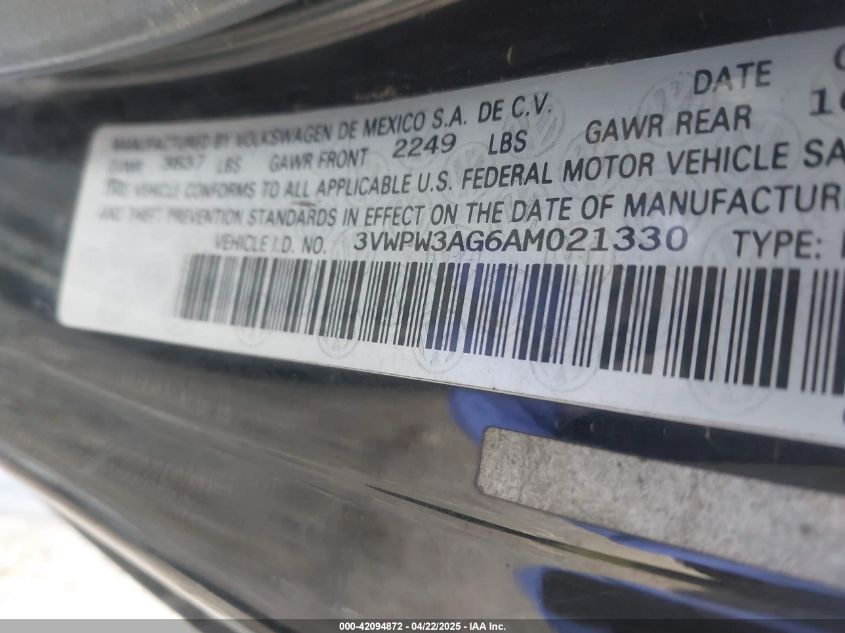 DATE
MANUFACTURED BY VOLKSWAGEN DE MEXICO S.A. DE C.V.
GVWR LBS GAWR FRONT 2249 LBS GAWR REAR
THIS VEHICLE CONFORMS TO ALL APPLICABLE U.S. FEDERAL MOTOR VEHICLE SA
AND THEFT PREVENTION STANDARDS IN EFFECT ON THE DATE OF MANUFACTUR
VEHICLE I.D. NO. 3VWPW3AG6AM021330 TYPE:
000-42094872 - 04/22/2025 - IAA Inc.